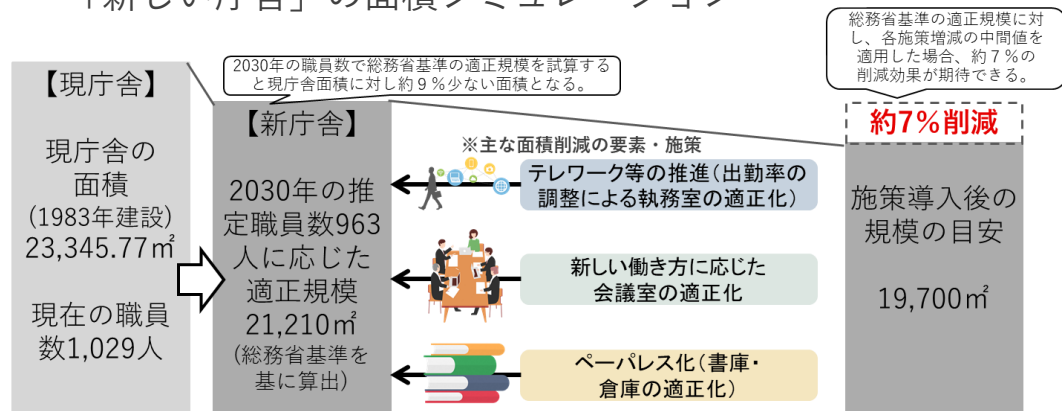 「新しい庁舎」の面積シミュレーション
総務省基準の適正規模に対
し、各施策増減の中間値を
適用した場合、約７％の
削減効果が期待できる。
2030年の職員数で総務省基準の適正規模を試算する
と現庁舎面積に対し約９％少ない面積となる。
【現庁舎】
現庁舎の
面積
(1983年建設)
23,345.77㎡
現在の職員
数1,029人
【新庁舎】
2030年の推
定職員数963
人に応じた
適正規模
21,210㎡
(総務省基準を
基に算出)
※主な面積削減の要素・施策
テレワーク等の推進(出勤率の
調整による執務室の適正化)
新しい働き方に応じた
会議室の適正化
ペーパレス化(書庫・
倉庫の適正化)
約7%削減
施策導入後の
規模の目安
19,700㎡